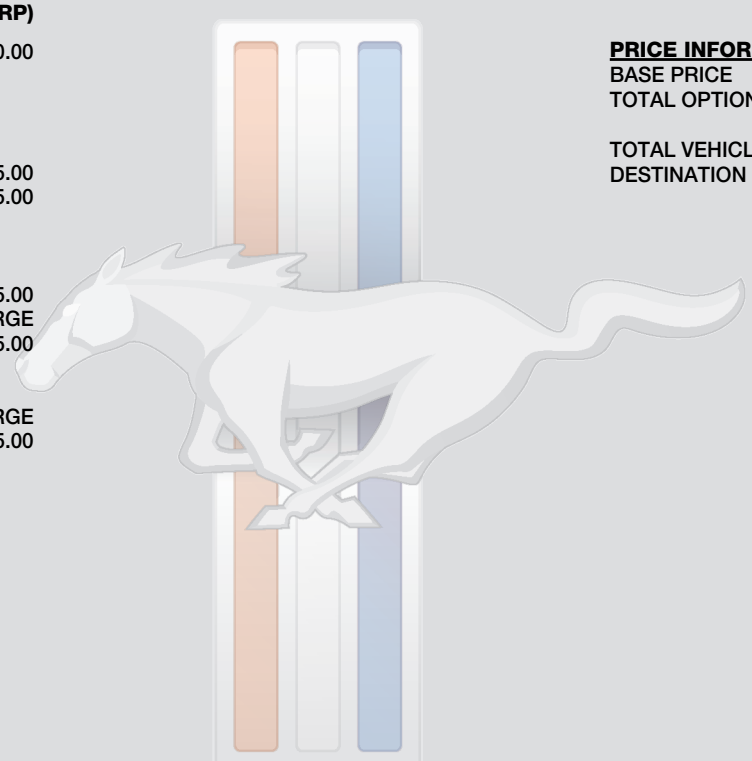 RP)
0.00
5.00
5.00
5.00
RGE
5.00
RGE
5.00
PRICE INFOR
BASE PRICE
TOTAL OPTION
TOTAL VEHICL
DESTINATION